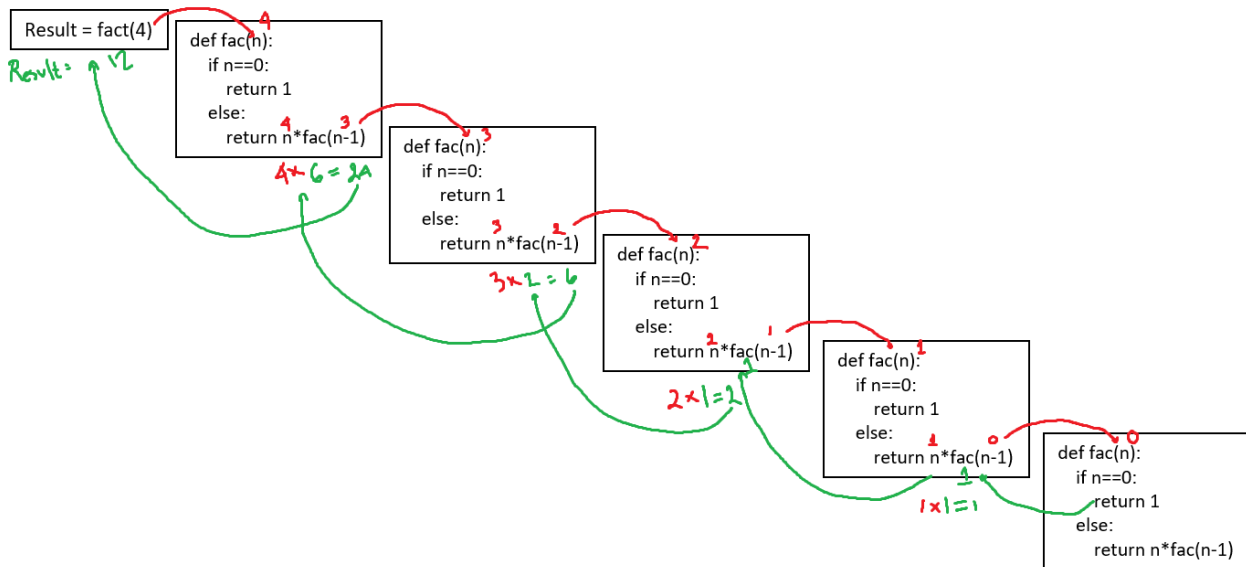 Result = fact(4)
Result = 12
4
def fac(n):
if n==0:
return 1
else:
4 3
return n*fac(n-1)
4 × 6 = 24
3
def fac(n):
if n==0:
return 1
else:
3 2
return n*fac(n-1)
3 × 2 = 6
2
def fac(n):
if n==0:
return 1
else:
2 1
return n*fac(n-1)
1
2 × 1 = 2
1
def fac(n):
if n==0:
return 1
else:
1 0
return n*fac(n-1)
1
1 × 1 = 1
0
def fac(n):
if n==0:
return 1
else:
return n*fac(n-1)